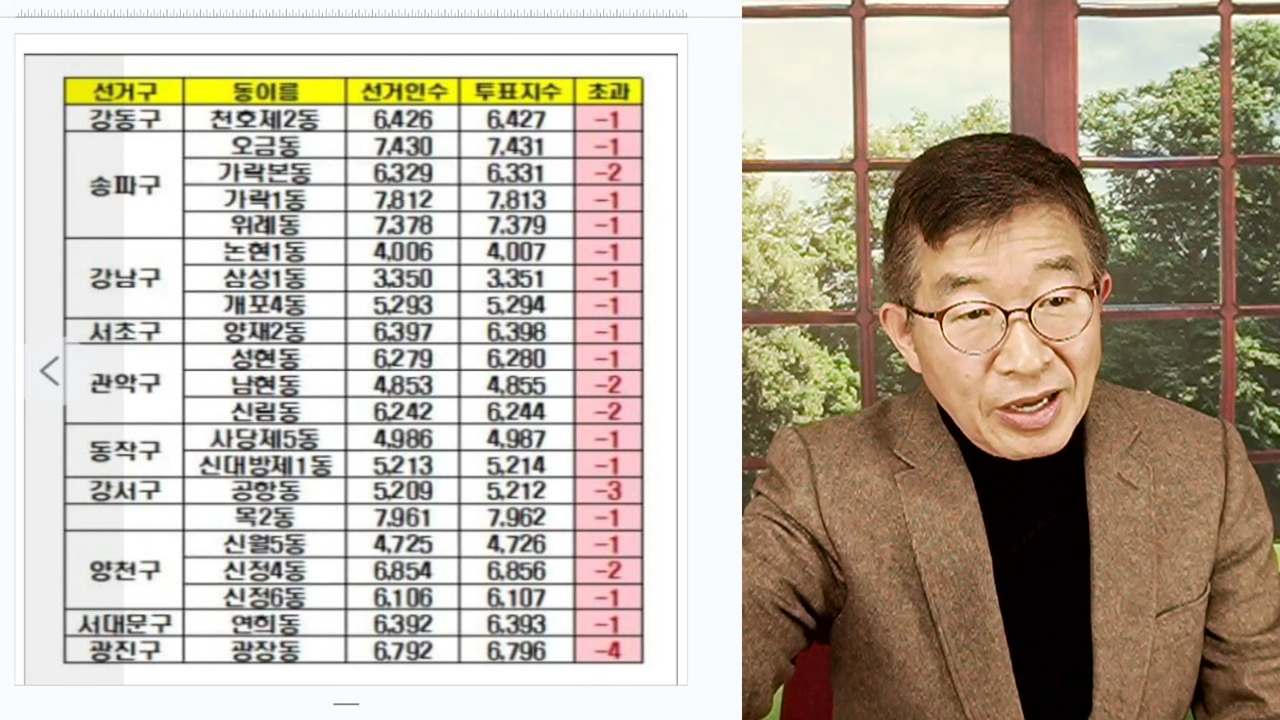 선거구 동이름 선거인수 투표지수 초과
강동구 천호제2동 6,426 6,427 -1
송파구 오금동 7,430 7,431 -1
가락본동 6,329 6,331 -2
가락1동 7,812 7,813 -1
위례동 7,378 7,379 -1
강남구 논현1동 4,006 4,007 -1
삼성1동 3,350 3,351 -1
개포4동 5,293 5,294 -1
서초구 양재2동 6,397 6,398 -1
관악구 성현동 6,279 6,280 -1
남현동 4,853 4,855 -2
신림동 6,242 6,244 -2
동작구 사당제5동 4,986 4,987 -1
신대방제1동 5,213 5,214 -1
강서구 공항동 5,209 5,212 -3
목2동 7,961 7,962 -1
양천구 신월5동 4,725 4,726 -1
신정4동 6,854 6,856 -2
신정6동 6,106 6,107 -1
서대문구 연희동 6,392 6,393 -1
광진구 광장동 6,792 6,796 -4